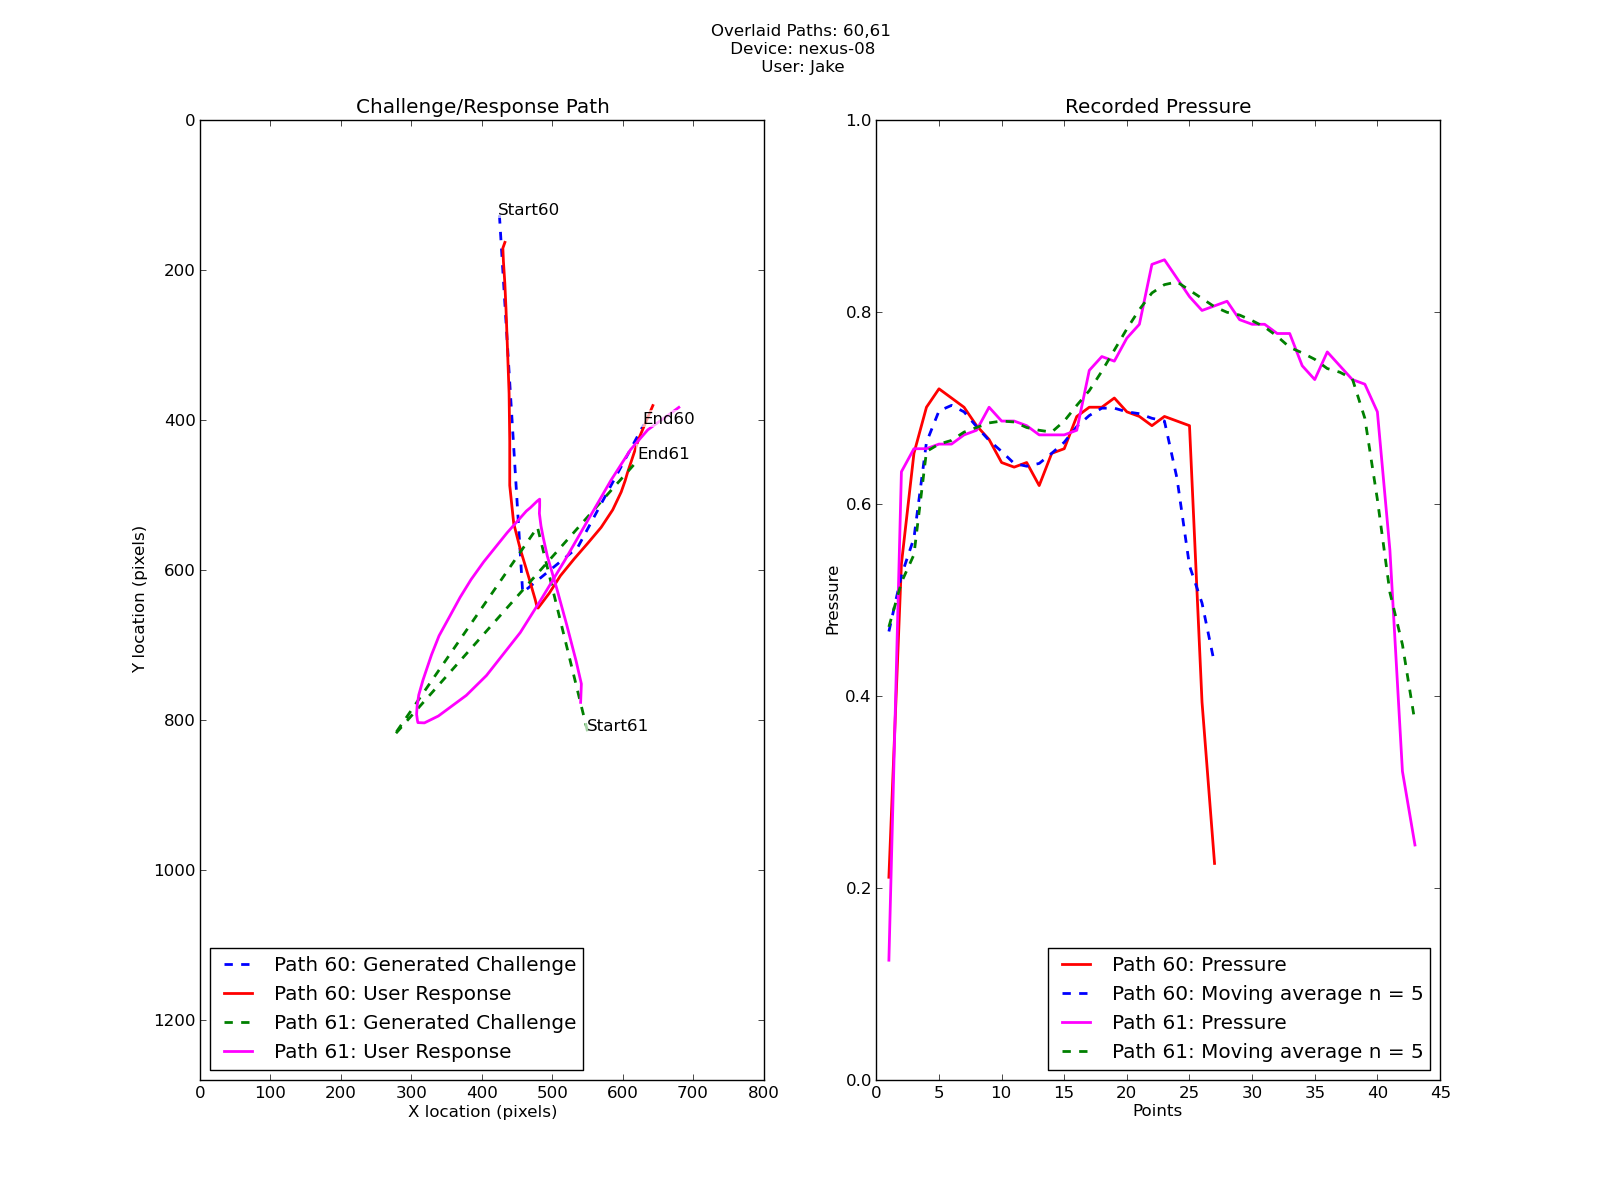 Overlaid Paths: 60,61
Device: nexus-08
User: Jake
Challenge/Response Path
0
200
400
600
800
1000
1200
Y location (pixels)
Start60
End60
End61
Start61
Path 60: Generated Challenge
Path 60: User Response
Path 61: Generated Challenge
Path 61: User Response
0 100 200 300 400 500 600 700 800
X location (pixels)
Recorded Pressure
1.0
0.8
0.6
0.4
0.2
0.0
Pressure
Path 60: Pressure
Path 60: Moving average n = 5
Path 61: Pressure
Path 61: Moving average n = 5
0 5 10 15 20 25 30 35 40 45
Points